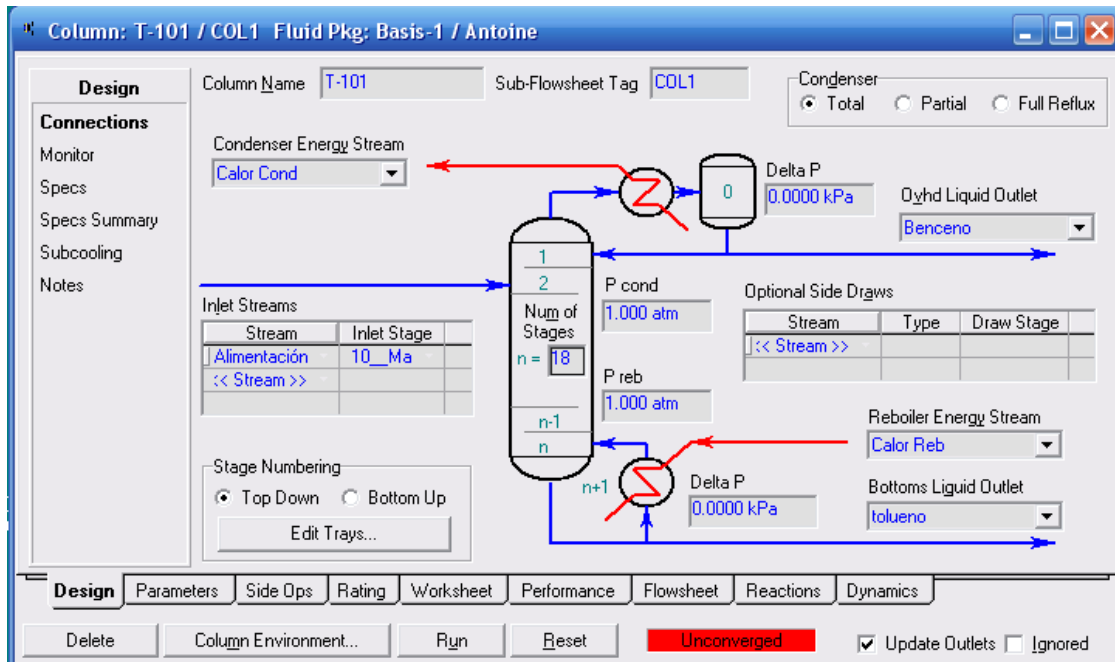 Column: T-101 / COL1 Fluid Pkg: Basis-1 / Antoine
Design
Connections
Monitor
Specs
Specs Summary
Subcooling
Notes
Column Name T-101
Sub-Flowsheet Tag COL1
Condenser
Total Partial Full Reflux
Condenser Energy Stream
Calor Cond
0
Delta P
0.0000 kPa
Ovhd Liquid Outlet
Benceno
1
2
Num of
Stages
n = 18
n-1
n
n+1
P cond
1.000 atm
P reb
1.000 atm
Inlet Streams
Stream Inlet Stage
Alimentación 10__Ma
<< Stream >>
Optional Side Draws
Stream Type Draw Stage
<< Stream >>
Stage Numbering
Top Down Bottom Up
Edit Trays...
Delta P
0.0000 kPa
Reboiler Energy Stream
Calor Reb
Bottoms Liquid Outlet
tolueno
Design Parameters Side Ops Rating Worksheet Performance Flowsheet Reactions Dynamics
Delete Column Environment... Run Reset Unconverged Update Outlets Ignored